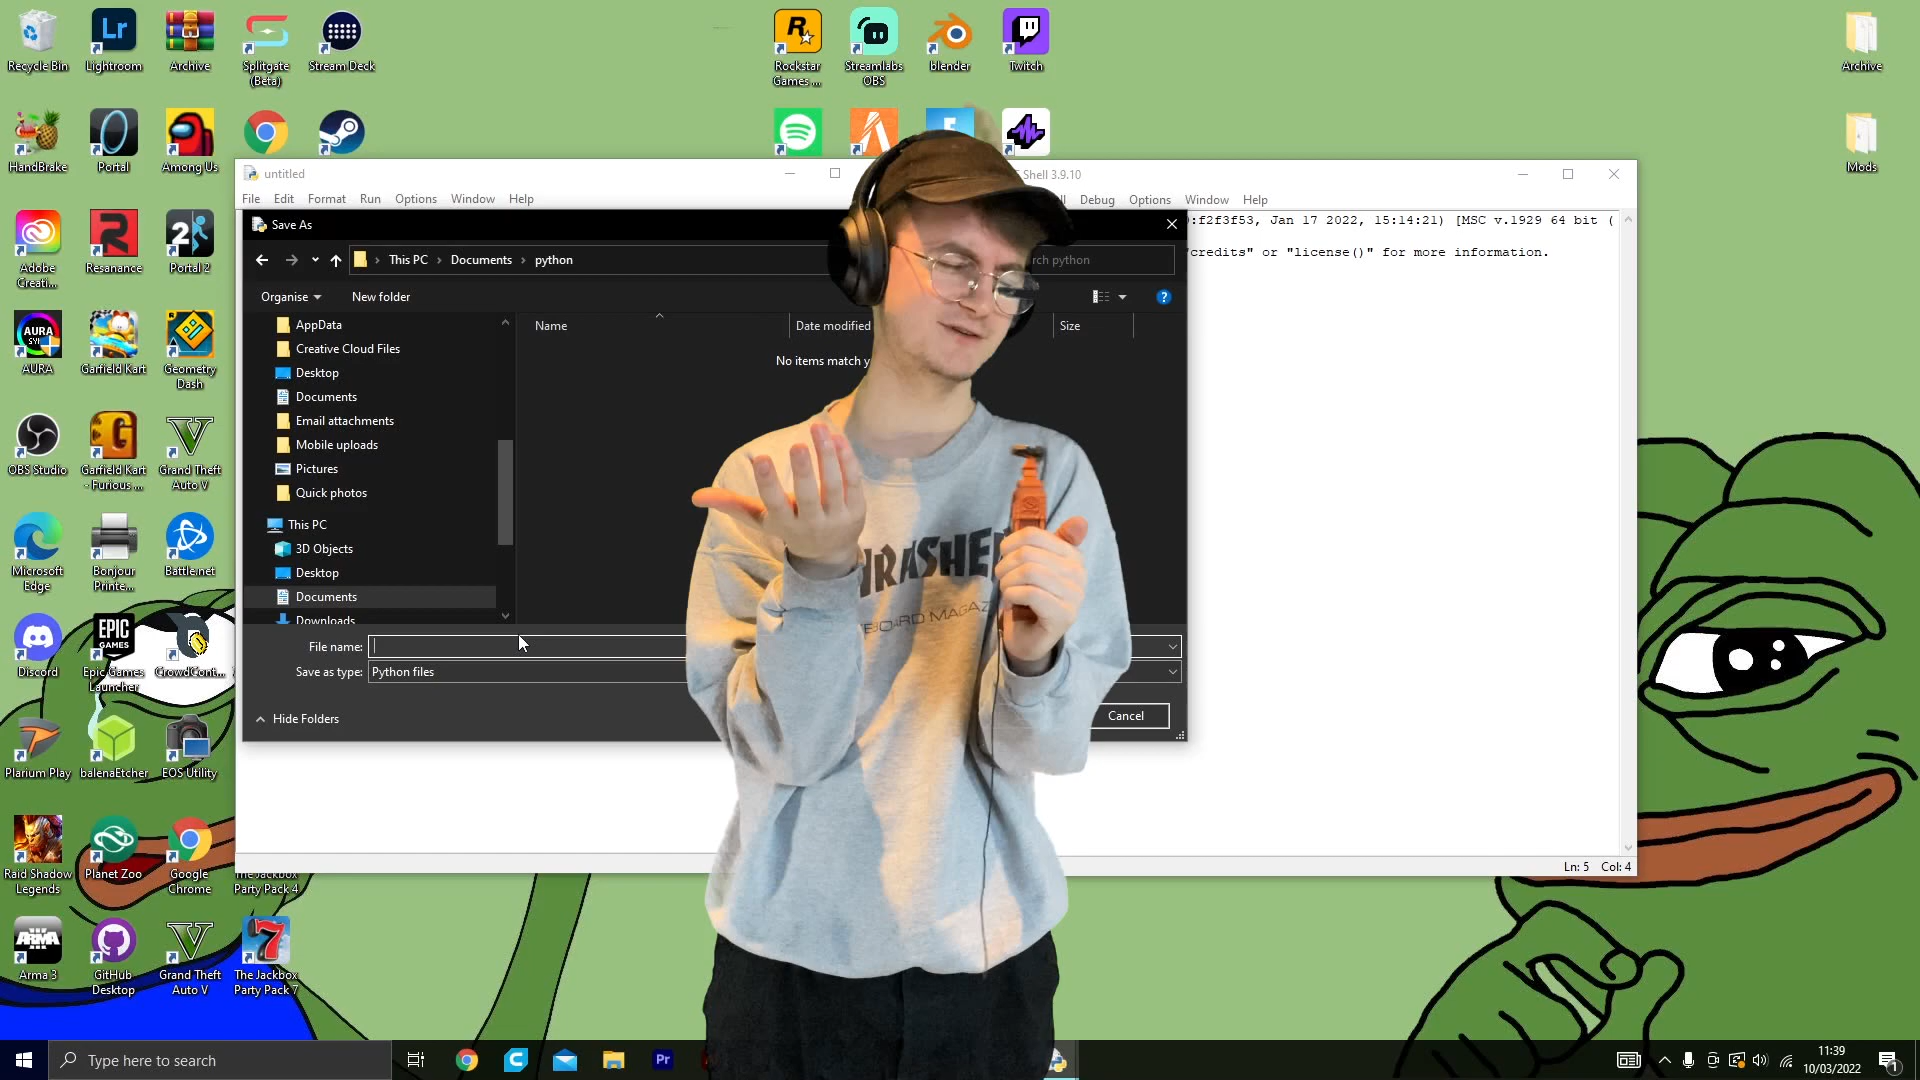 Recycle Bin
Lightroom
Archive
Splitgate
(Beta)
Stream Deck
Rockstar
Games ...
Streamlabs
OBS
blender
Twitch
Archive
HandBrake
Portal
Among Us
Mods
Adobe
Creati...
Resonance
Portal 2
AURA
Garfield Kart
Geometry
Dash
OBS Studio
Garfield Kart
- Furious ...
Grand Theft
Auto V
Microsoft
Edge
Bonjour
Printe...
Battle.net
Discord
Epic Games
Launcher
CrowdCont...
Plarium Play
balenaEtcher
EOS Utility
Raid Shadow
Legends
Planet Zoo
Google
Chrome
The Jackbox
Party Pack 4
Arma 3
GitHub
Desktop
Grand Theft
Auto V
The Jackbox
Party Pack 7
untitled
File Edit Format Run Options Window Help
Shell 3.9.10
Debug Options Window Help
:f2f3f53, Jan 17 2022, 15:14:21) [MSC v.1929 64 bit (
"credits" or "license()" for more information.
Save As
This PC > Documents > python
rch python
Organise
New folder
AppData
Creative Cloud Files
Desktop
Documents
Email attachments
Mobile uploads
Pictures
Quick photos
This PC
3D Objects
Desktop
Documents
Downloads
Name
Date modified
Size
No items match y
File name:
Save as type: Python files
Hide Folders
Cancel
THRASHER
BOARD MAGAZ
Ln: 5 Col: 4
Type here to search
Pr
11:39
10/03/2022
1